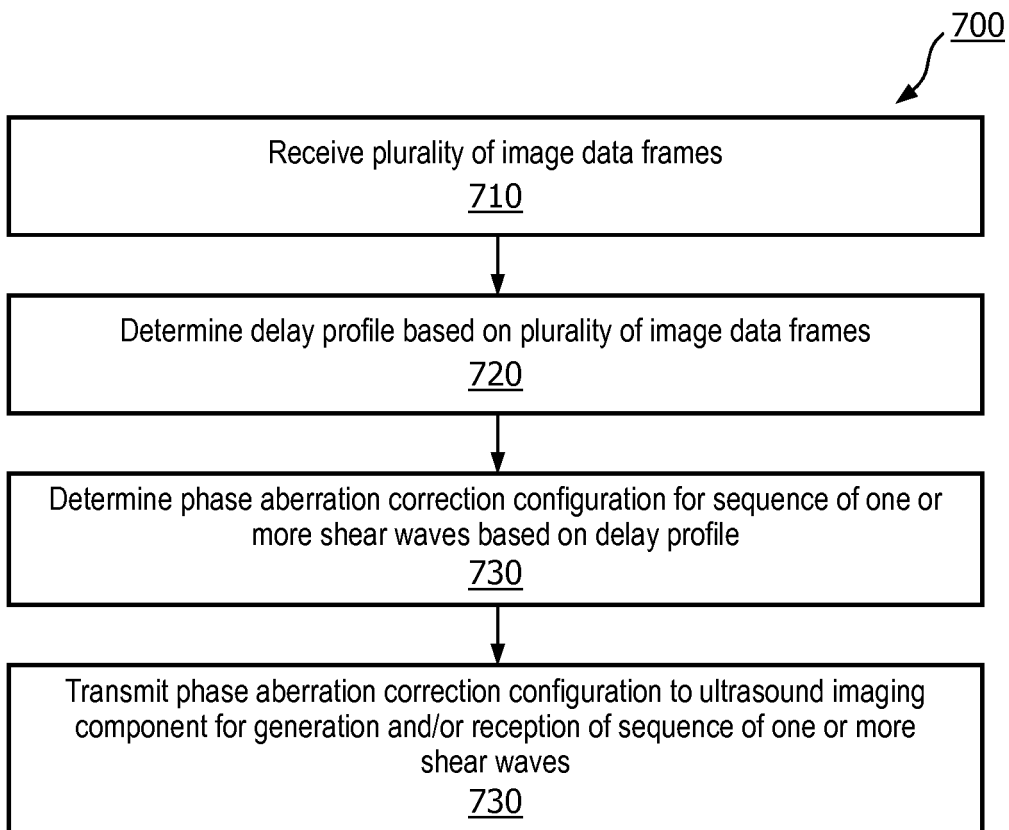 700
Receive plurality of image data frames
710
Determine delay profile based on plurality of image data frames
720
Determine phase aberration correction configuration for sequence of one or
more shear waves based on delay profile
730
Transmit phase aberration correction configuration to ultrasound imaging
component for generation and/or reception of sequence of one or more
shear waves
730